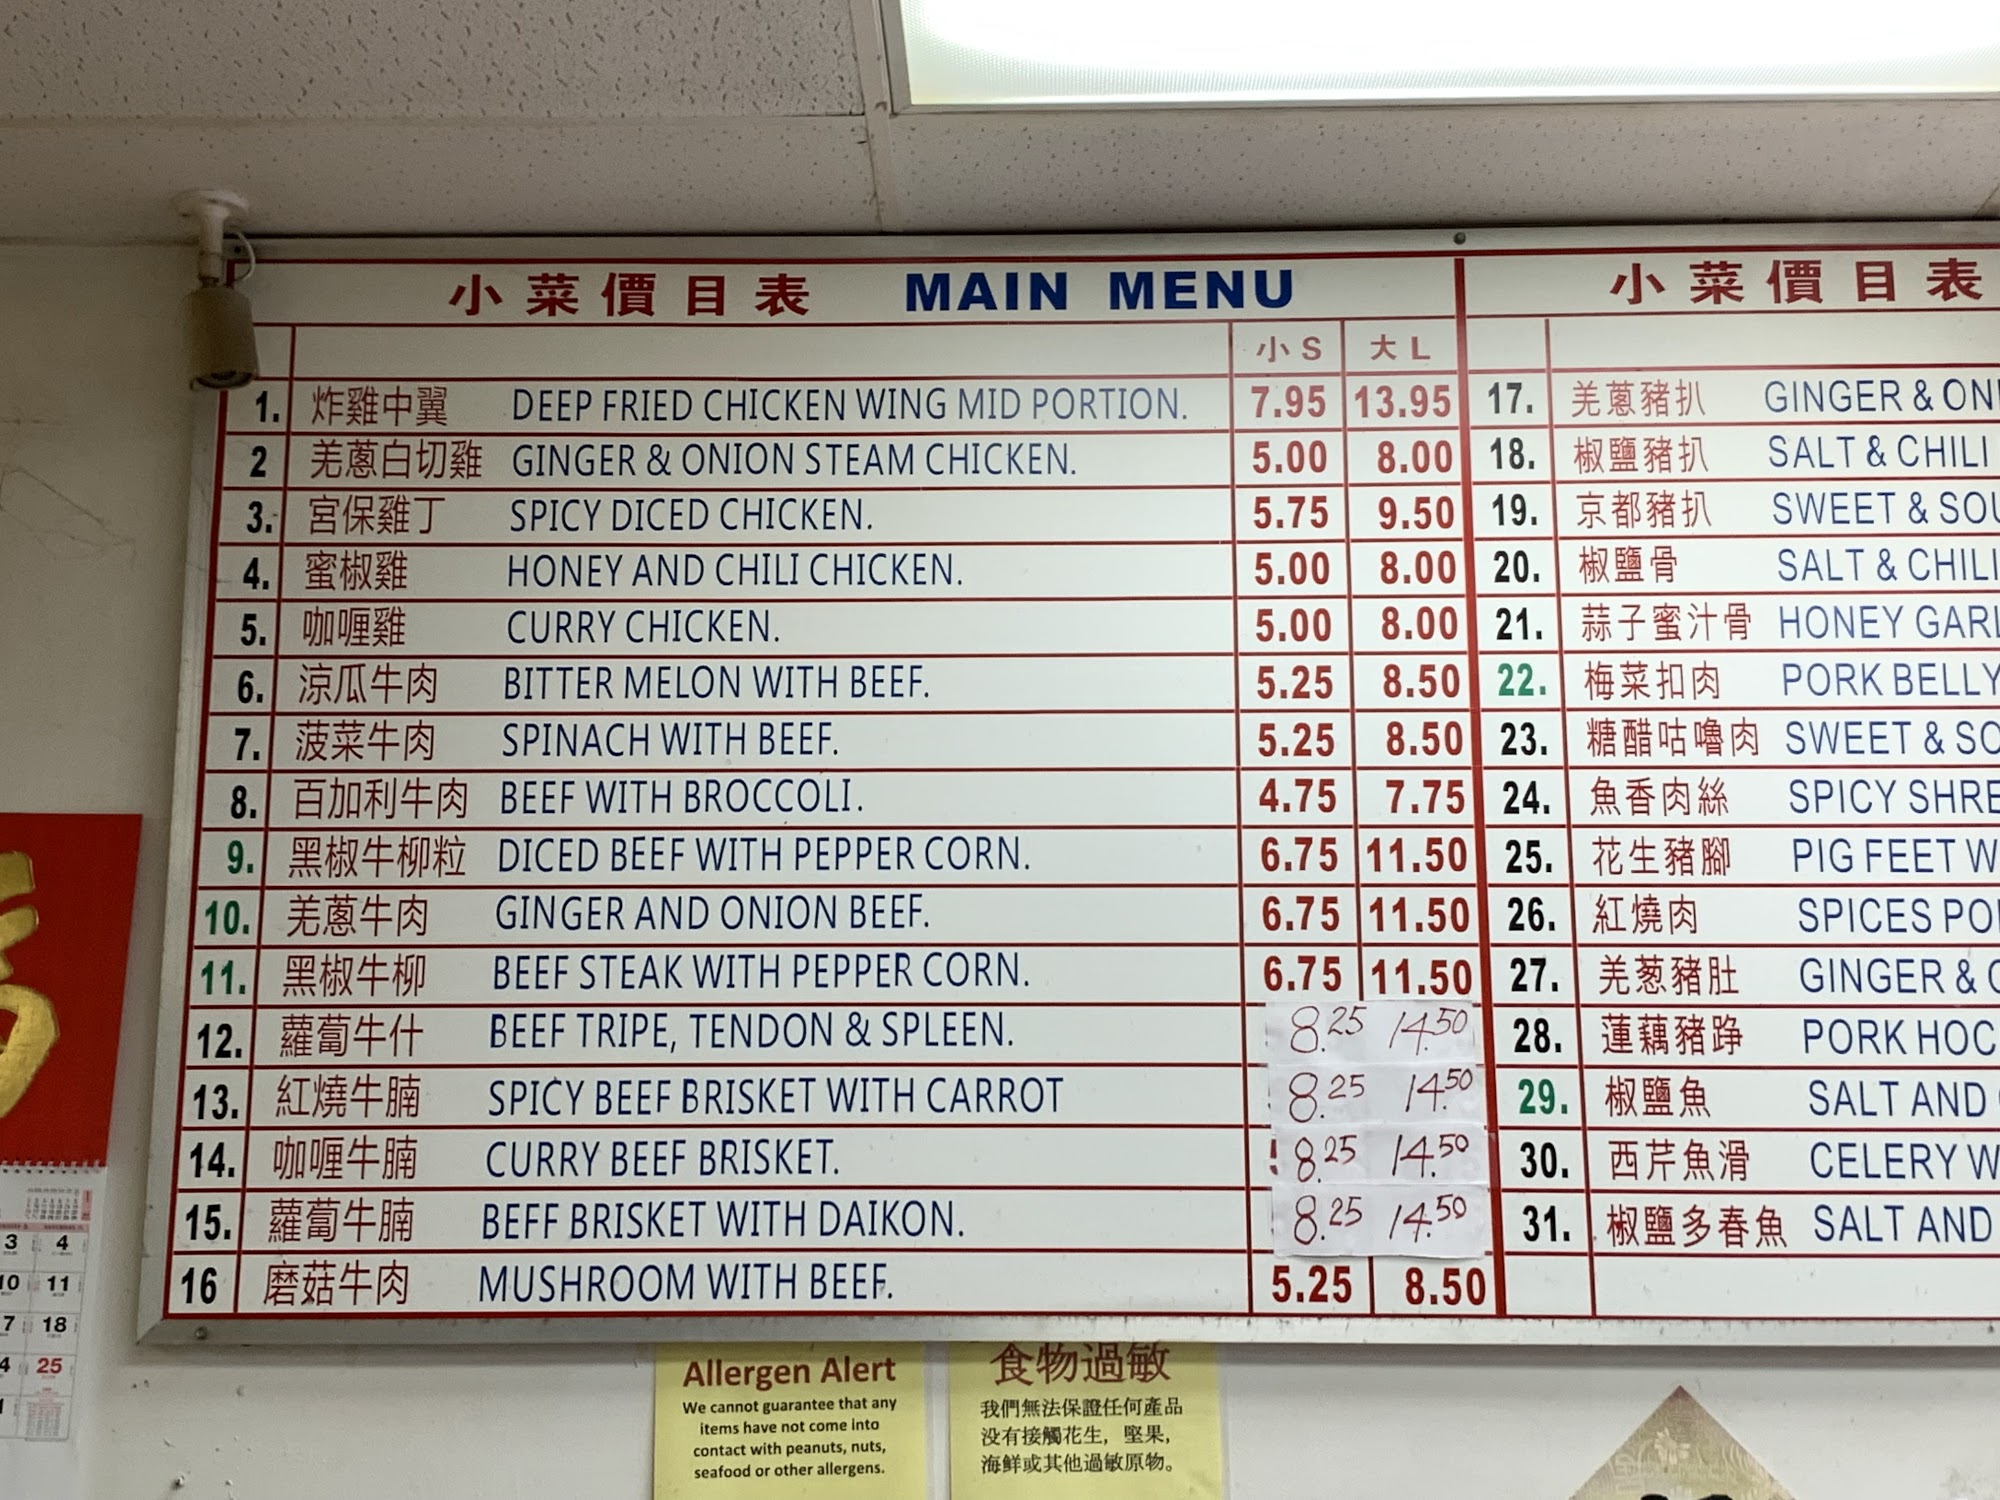 小菜價目表 MAIN MENU
小 S 大 L
1. 炸雞中翼 DEEP FRIED CHICKEN WING MID PORTION. 7.95 13.95
2 羌蔥白切雞 GINGER & ONION STEAM CHICKEN. 5.00 8.00
3. 宮保雞丁 SPICY DICED CHICKEN. 5.75 9.50
4. 蜜椒雞 HONEY AND CHILI CHICKEN. 5.00 8.00
5. 咖喱雞 CURRY CHICKEN. 5.00 8.00
6. 涼瓜牛肉 BITTER MELON WITH BEEF. 5.25 8.50
7. 菠菜牛肉 SPINACH WITH BEEF. 5.25 8.50
8. 百加利牛肉 BEEF WITH BROCCOLI. 4.75 7.75
9. 黑椒牛柳粒 DICED BEEF WITH PEPPER CORN. 6.75 11.50
10. 羌蔥牛肉 GINGER AND ONION BEEF. 6.75 11.50
11. 黑椒牛柳 BEEF STEAK WITH PEPPER CORN. 6.75 11.50
12. 蘿蔔牛什 BEEF TRIPE, TENDON & SPLEEN. 8.25 14.50
13. 紅燒牛腩 SPICY BEEF BRISKET WITH CARROT 8.25 14.50
14. 咖喱牛腩 CURRY BEEF BRISKET. 8.25 14.50
15. 蘿蔔牛腩 BEFF BRISKET WITH DAIKON. 8.25 14.50
16 磨菇牛肉 MUSHROOM WITH BEEF. 5.25 8.50
小菜價目表
17. 羌蔥豬扒 GINGER & ONI
18. 椒鹽豬扒 SALT & CHILI
19. 京都豬扒 SWEET & SOU
20. 椒鹽骨 SALT & CHILI
21. 蒜子蜜汁骨 HONEY GARL
22. 梅菜扣肉 PORK BELLY
23. 糖醋咕嚕肉 SWEET & SO
24. 魚香肉絲 SPICY SHRE
25. 花生豬腳 PIG FEET W
26. 紅燒肉 SPICES PO
27. 羌葱豬肚 GINGER & O
28. 蓮藕豬踭 PORK HOC
29. 椒鹽魚 SALT AND
30. 西芹魚滑 CELERY W
31. 椒鹽多春魚 SALT AND
Allergen Alert
We cannot guarantee that any
items have not come into
contact with peanuts, nuts,
seafood or other allergens.
食物過敏
我們無法保證任何產品
没有接觸花生，堅果，
海鮮或其他過敏原物。
3 4
10 11
7 18
4 25